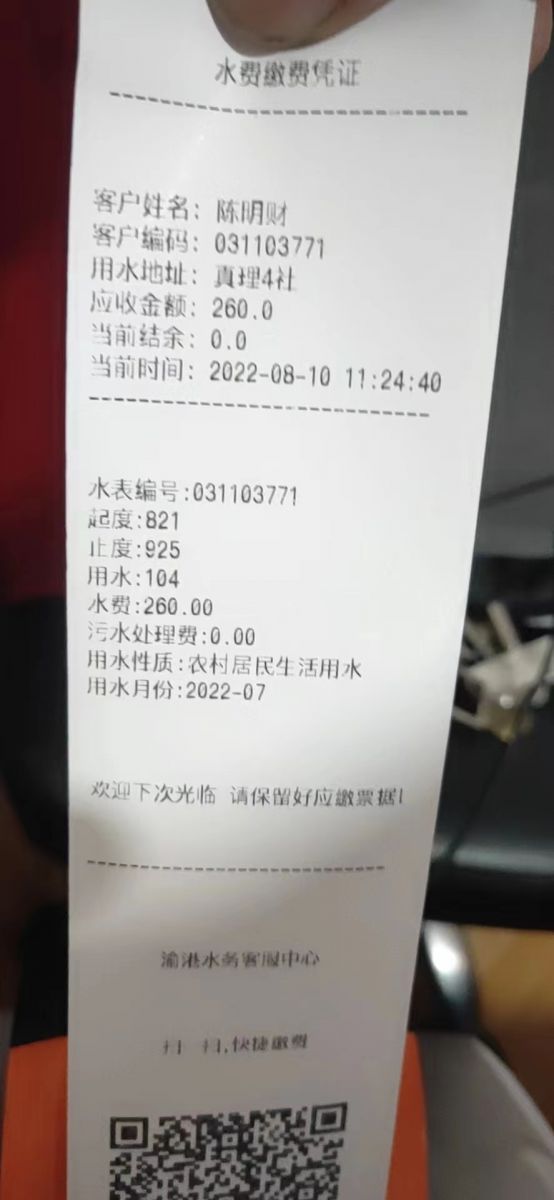 水费缴费凭证
客户姓名: 陈明财
客户编码: 031103771
用水地址: 真理4社
应收金额: 260.0
当前结余: 0.0
当前时间: 2022-08-10 11:24:40
水表编号:031103771
起度:821
止度:925
用水:104
水费:260.00
污水处理费:0.00
用水性质:农村居民生活用水
用水月份:2022-07
欢迎下次光临 请保留好应缴票据!
渝港水务客服中心
扫一扫,快捷缴费